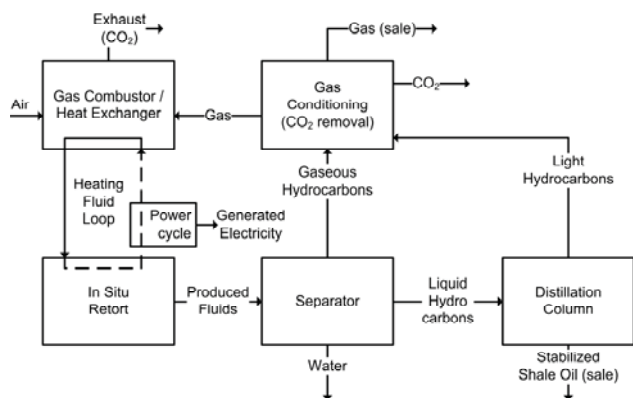 Exhaust
(CO₂)
Gas (sale)
Gas Combustor /
Heat Exchanger
Gas
Conditioning
(CO₂ removal)
CO₂
Air
Gas
Heating
Fluid
Loop
Gaseous
Hydrocarbons
Light
Hydrocarbons
Power
cycle
Generated
Electricity
In Situ
Retort
Produced
Fluids
Separator
Liquid
Hydro
carbons
Distillation
Column
Water
Stabilized
Shale Oil (sale)